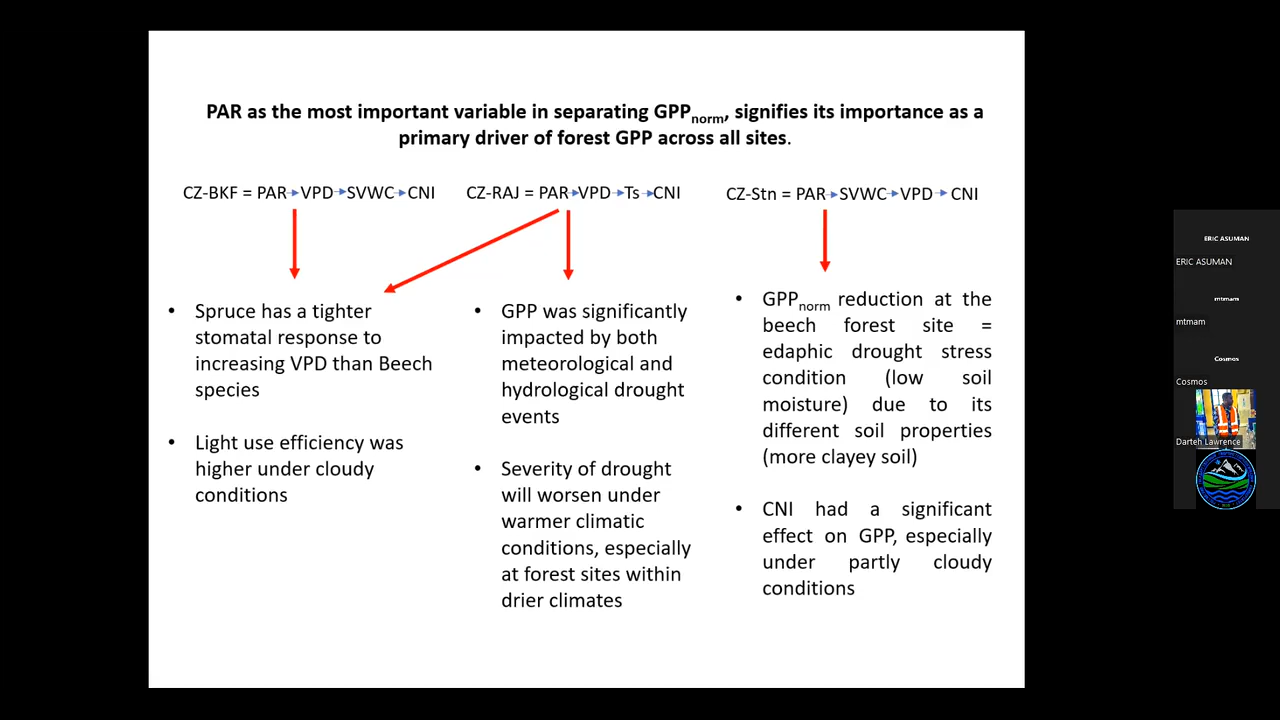 PAR as the most important variable in separating GPPnorm, signifies its importance as a
primary driver of forest GPP across all sites.
CZ-BKF = PAR→VPD→SVWC→CNI
CZ-RAJ = PAR→VPD→Ts→CNI
CZ-Stn = PAR→SVWC→VPD→ CNI
• Spruce has a tighter
stomatal response to
increasing VPD than Beech
species
• Light use efficiency was
higher under cloudy
conditions
• GPP was significantly
impacted by both
meteorological and
hydrological drought
events
• Severity of drought
will worsen under
warmer climatic
conditions, especially
at forest sites within
drier climates
• GPPnorm reduction at the
beech forest site =
edaphic drought stress
condition (low soil
moisture) due to its
different soil properties
(more clayey soil)
• CNI had a significant
effect on GPP, especially
under partly cloudy
conditions
ERIC ASUMAN
ERIC ASUMAN
mtmam
mtmam
Cosmos
Cosmos
Darteh Lawrence